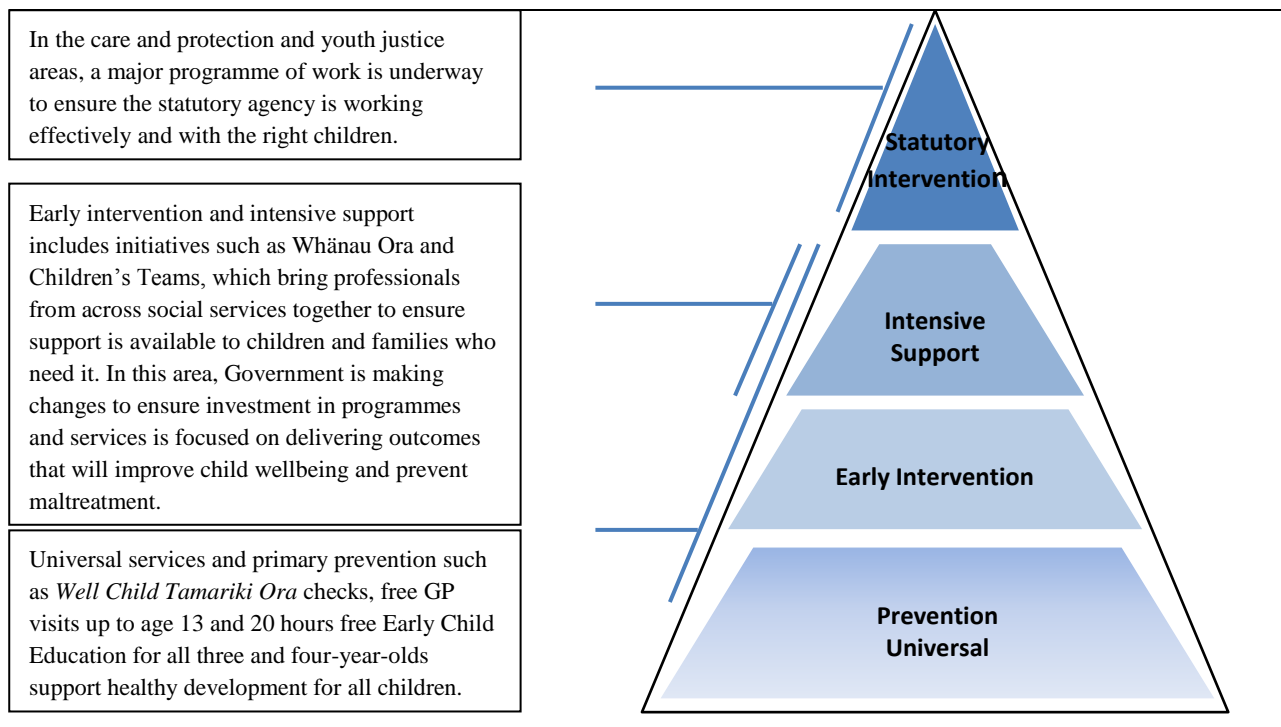 In the care and protection and youth justice
areas, a major programme of work is underway
to ensure the statutory agency is working
effectively and with the right children.
Early intervention and intensive support
includes initiatives such as Whänau Ora and
Children’s Teams, which bring professionals
from across social services together to ensure
support is available to children and families who
need it. In this area, Government is making
changes to ensure investment in programmes
and services is focused on delivering outcomes
that will improve child wellbeing and prevent
maltreatment.
Universal services and primary prevention such
as Well Child Tamariki Ora checks, free GP
visits up to age 13 and 20 hours free Early Child
Education for all three and four-year-olds
support healthy development for all children.
Statutory
Intervention
Intensive
Support
Early Intervention
Prevention
Universal